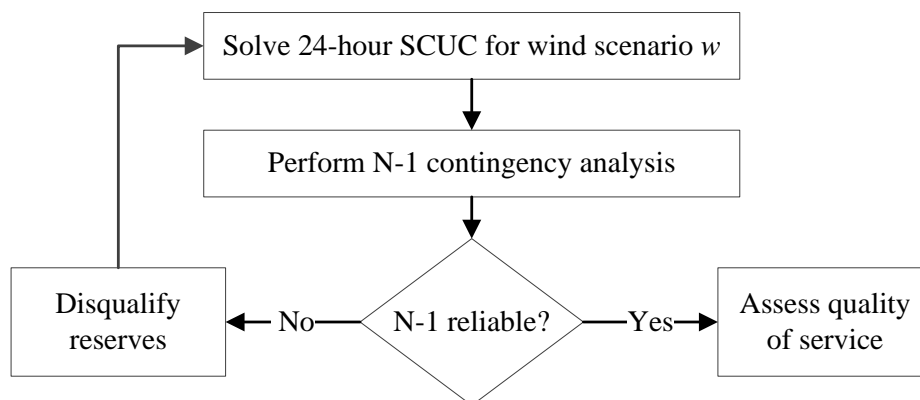 Solve 24-hour SCUC for wind scenario w
Perform N-1 contingency analysis
Disqualify
reserves
No
N-1 reliable?
Yes
Assess quality
of service